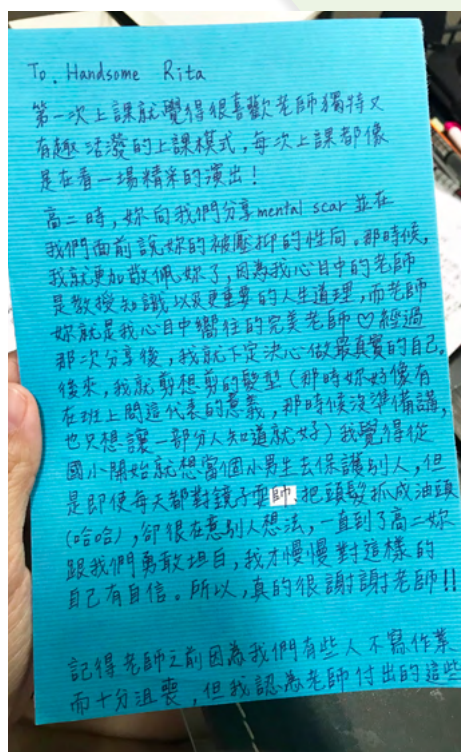 To. Handsome Rita
第一次上課就覺得很喜歡老師獨特又
有趣活潑的上課模式，每次上課都像
是在看一場精采的演出！
高二時，妳向我們分享mental scar 並在
我們面前說妳的被壓抑的性向。那時候，
我就更加敬佩妳了，因為我心目中的老師
是教授知識以及更重要的人生道理，而老師
妳就是我心目中嚮往的完美老師♡經過
那次分享後，我就下定決心做最真實的自己。
後來，我就剪想剪的髮型（那時妳好像有
在班上問這代表的意義，那時候沒準備講，
也只想讓一部分人知道就好）我覺得從
國小開始就想當個小男生去保護別人，但
是即使每天都對鏡子耍帥、把頭髮抓成油頭
（哈哈），卻很在意別人想法，一直到了高二妳
跟我們勇敢坦白，我才慢慢對這樣的
自己有自信。所以，真的很謝謝老師!!
記得老師之前因為我們有些人不寫作業
而十分沮喪，但我認為老師付出的這些